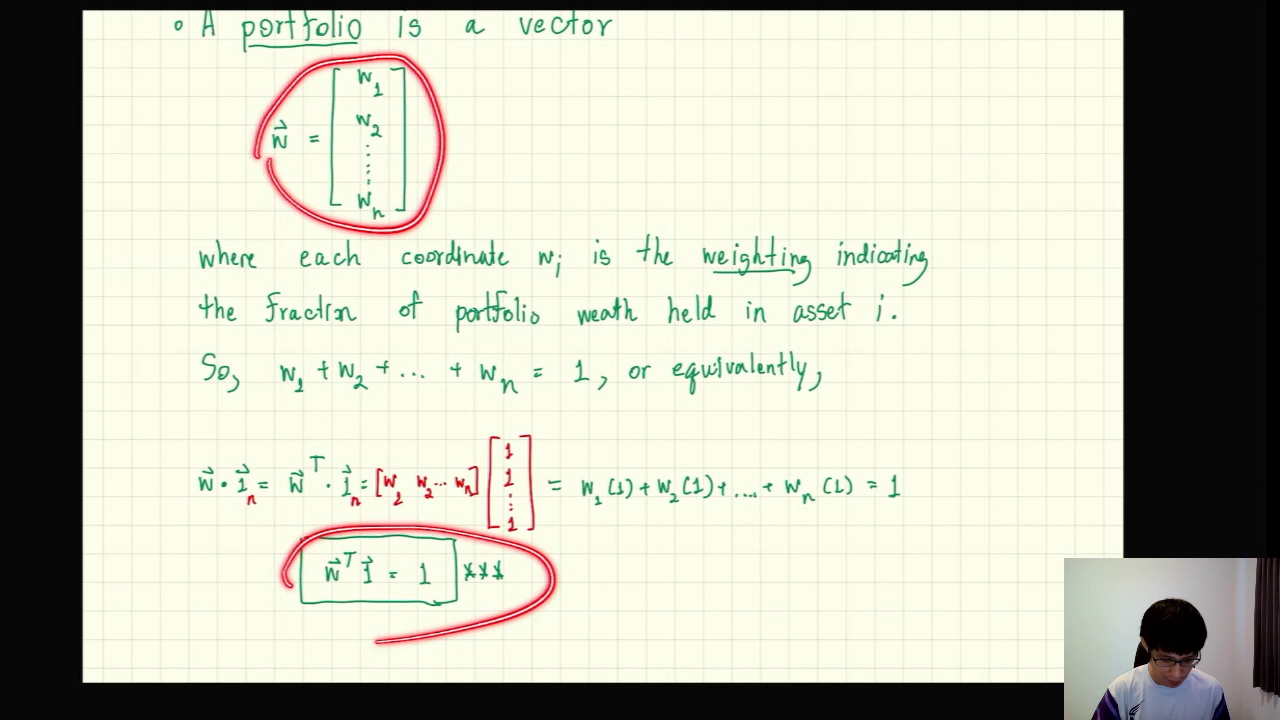 • A portfolio is a vector
w⃗ = [ w₁ w₂ ⋮ wₙ ]
where each coordinate wᵢ is the weighting indicating
the fraction of portfolio weath held in asset i.
So, w₁ + w₂ + ... + wₙ = 1, or equivalently,
w⃗ · 1⃗ₙ = w⃗ᵀ · 1⃗ₙ = [w₁ w₂ ... wₙ] [ 1 1 ⋮ 1 ] = w₁(1) + w₂(1) + ... + wₙ(1) = 1
w⃗ᵀ 1⃗ = 1 ***